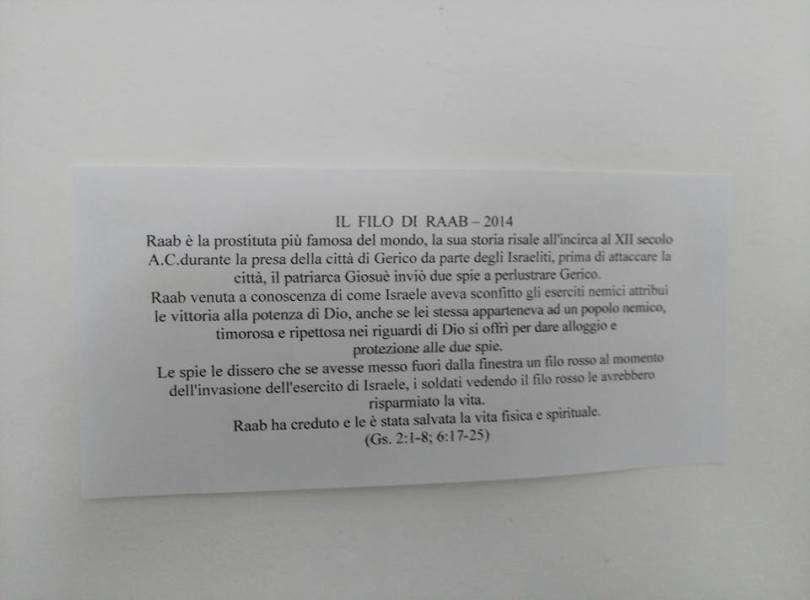 IL FILO DI RAAB – 2014
Raab è la prostituta più famosa del mondo, la sua storia risale all'incirca al XII secolo
A.C.durante la presa della città di Gerico da parte degli Israeliti, prima di attaccare la
città, il patriarca Giosuè inviò due spie a perlustrare Gerico.
Raab venuta a conoscenza di come Israele aveva sconfitto gli eserciti nemici attribuì
le vittoria alla potenza di Dio, anche se lei stessa apparteneva ad un popolo nemico,
timorosa e ripettosa nei riguardi di Dio si offrì per dare alloggio e
protezione alle due spie.
Le spie le dissero che se avesse messo fuori dalla finestra un filo rosso al momento
dell'invasione dell'esercito di Israele, i soldati vedendo il filo rosso le avrebbero
risparmiato la vita.
Raab ha creduto e le è stata salvata la vita fisica e spirituale.
(Gs. 2:1-8; 6:17-25)